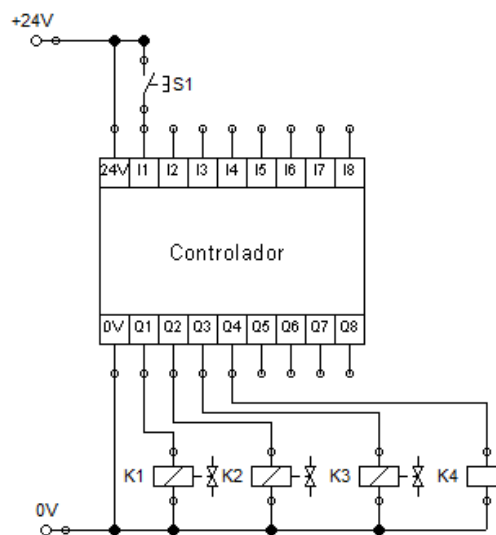 +24V
S1
24V I1 I2 I3 I4 I5 I6 I7 I8
Controlador
0V Q1 Q2 Q3 Q4 Q5 Q6 Q7 Q8
K1 K2 K3 K4
0V